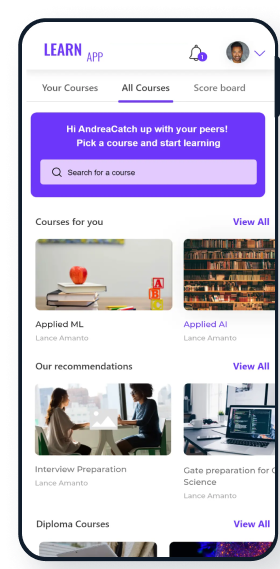 LEARN APP
1
Your Courses All Courses Score board
Hi AndreaCatch up with your peers!
Pick a course and start learning
Search for a course
Courses for you View All
A
B
Applied ML Applied AI
Lance Amanto Lance Amanto
Our recommendations View All
Interview Preparation Gate preparation for C
Science
Lance Amanto
Lance Amanto
Diploma Courses View All